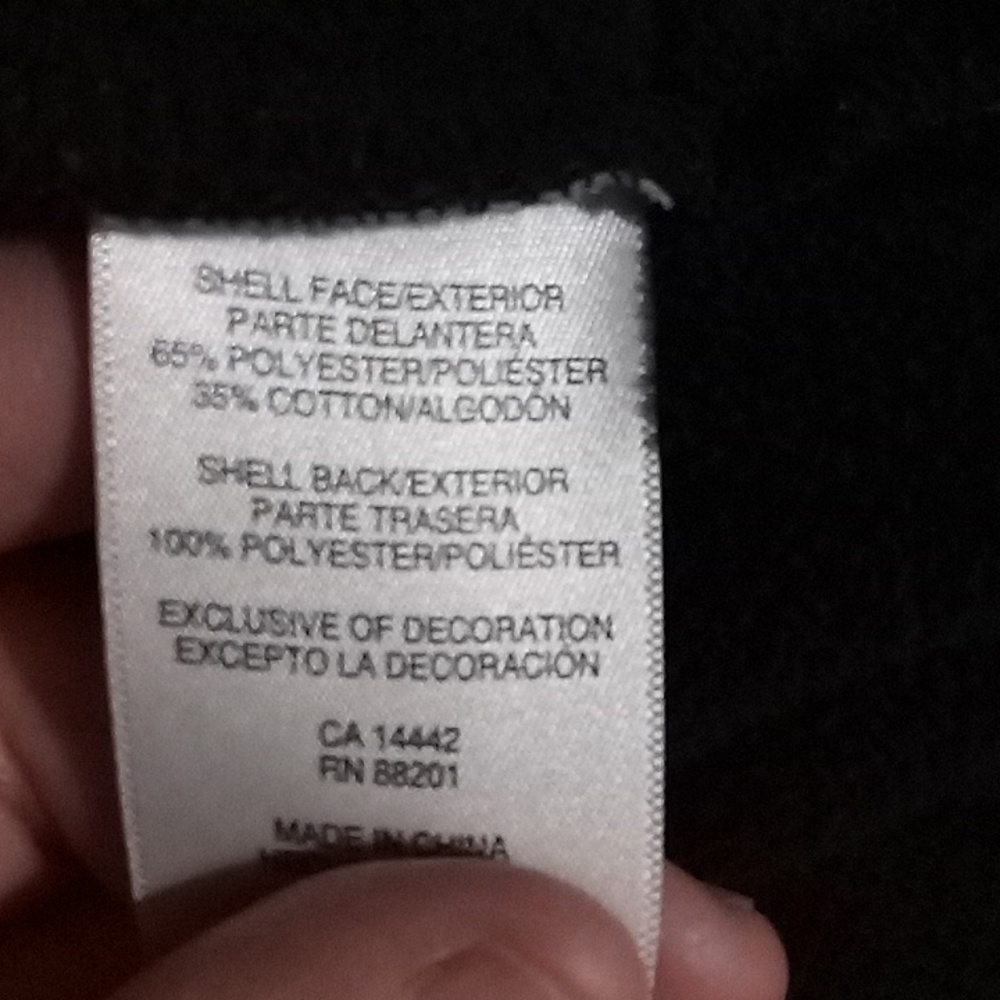 SHELL FACE/EXTERIOR
PARTE DELANTERA
65% POLYESTER/POLIÉSTER
35% COTTON/ALGODÓN
SHELL BACK/EXTERIOR
PARTE TRASERA
100% POLYESTER/POLIÉSTER
EXCLUSIVE OF DECORATION
EXCEPTO LA DECORACIÓN
CA 14442
RN 88201
MADE IN CHINA